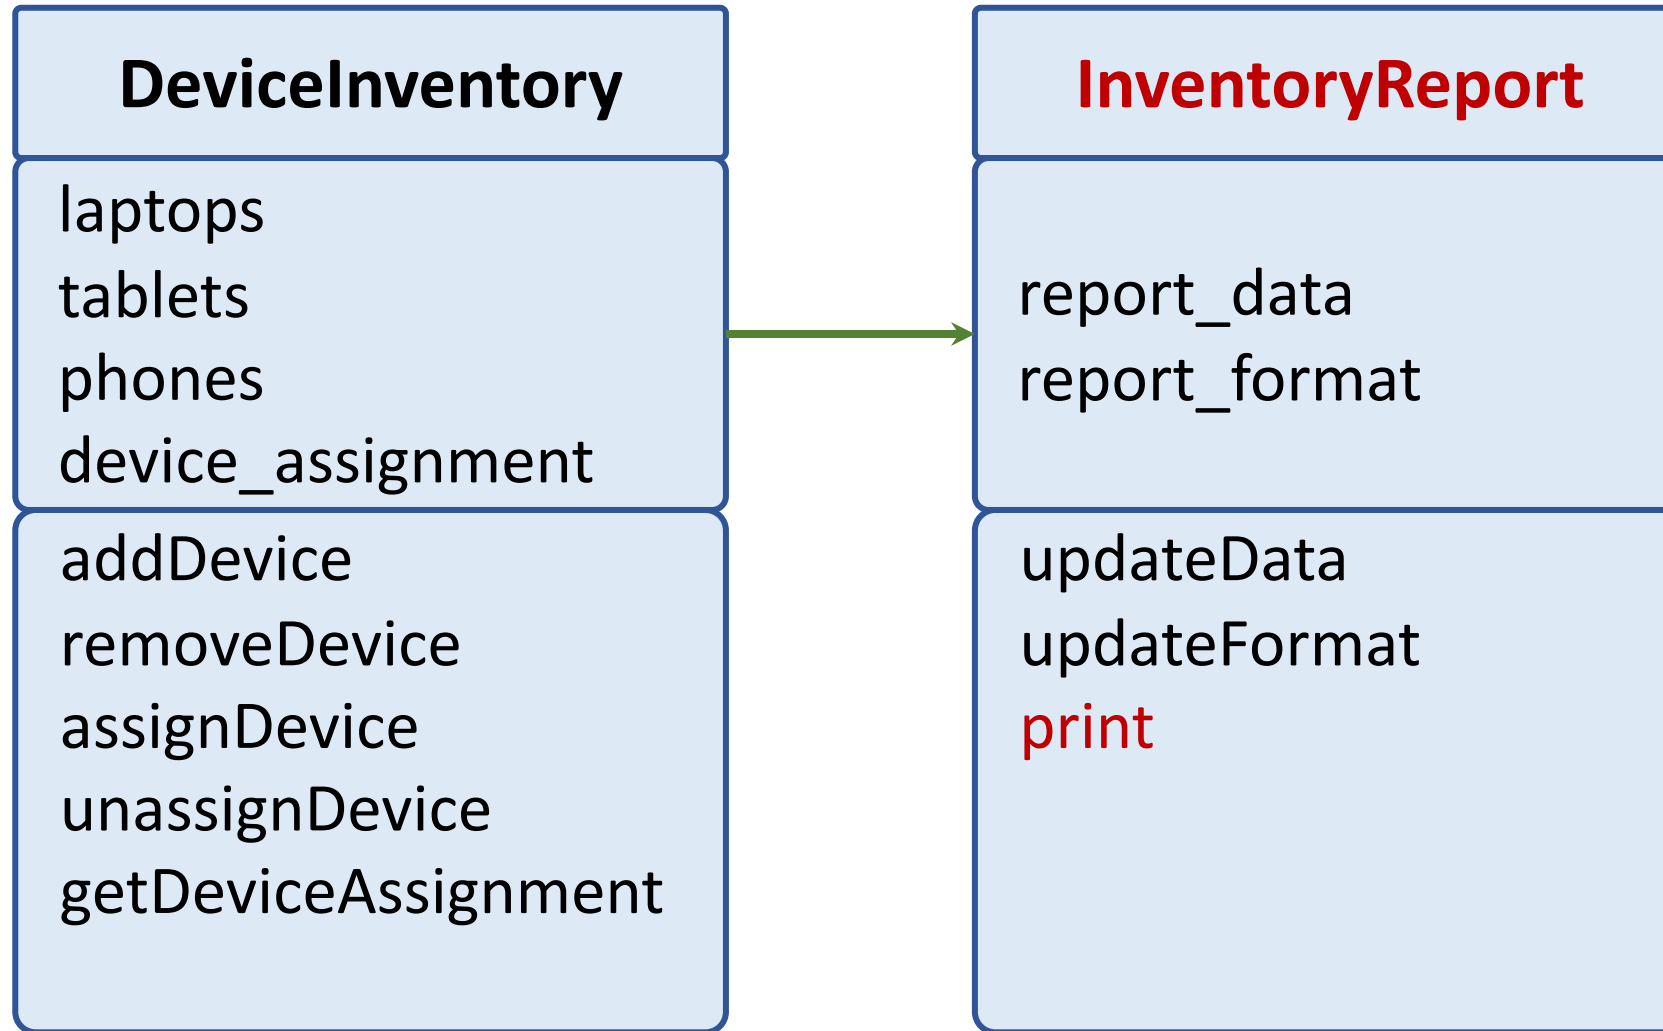 DeviceInventory
laptops
tablets
phones
device_assignment
addDevice
removeDevice
assignDevice
unassignDevice
getDeviceAssignment
InventoryReport
report_data
report_format
updateData
updateFormat
print